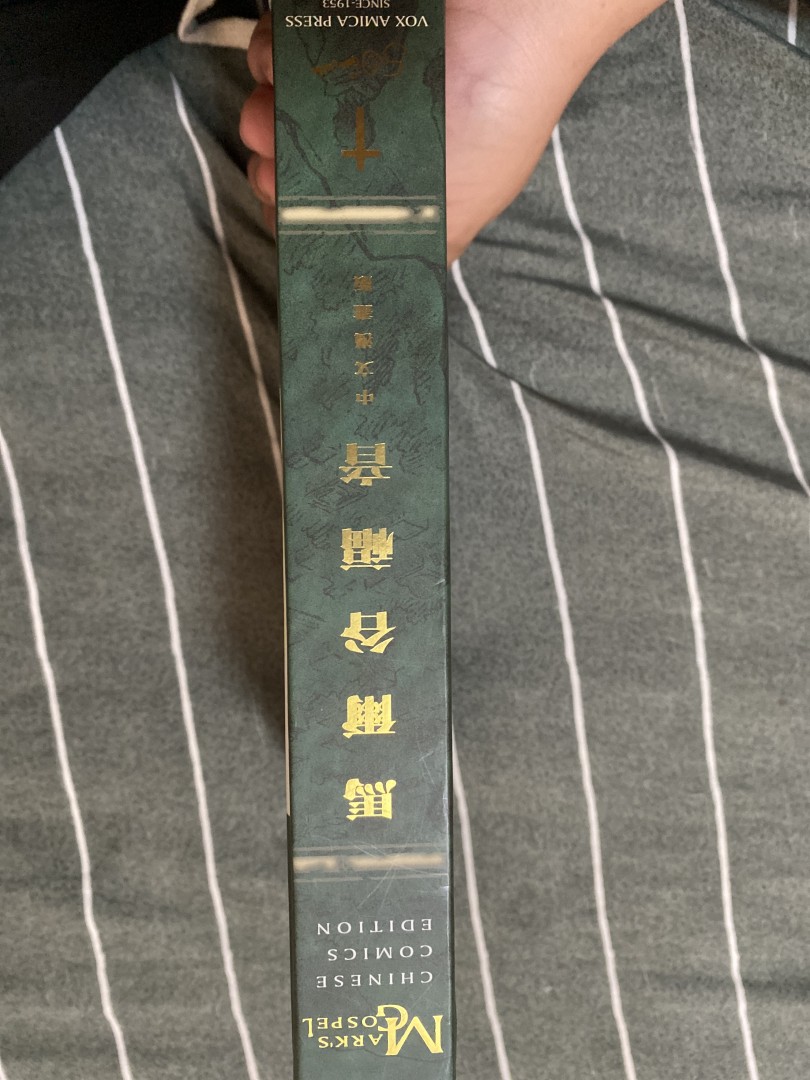 MARK'S
GOSPEL
CHINESE
COMICS
EDITION
馬爾谷福音
中文漫畫版
VOX AMICA PRESS
SINCE-1953